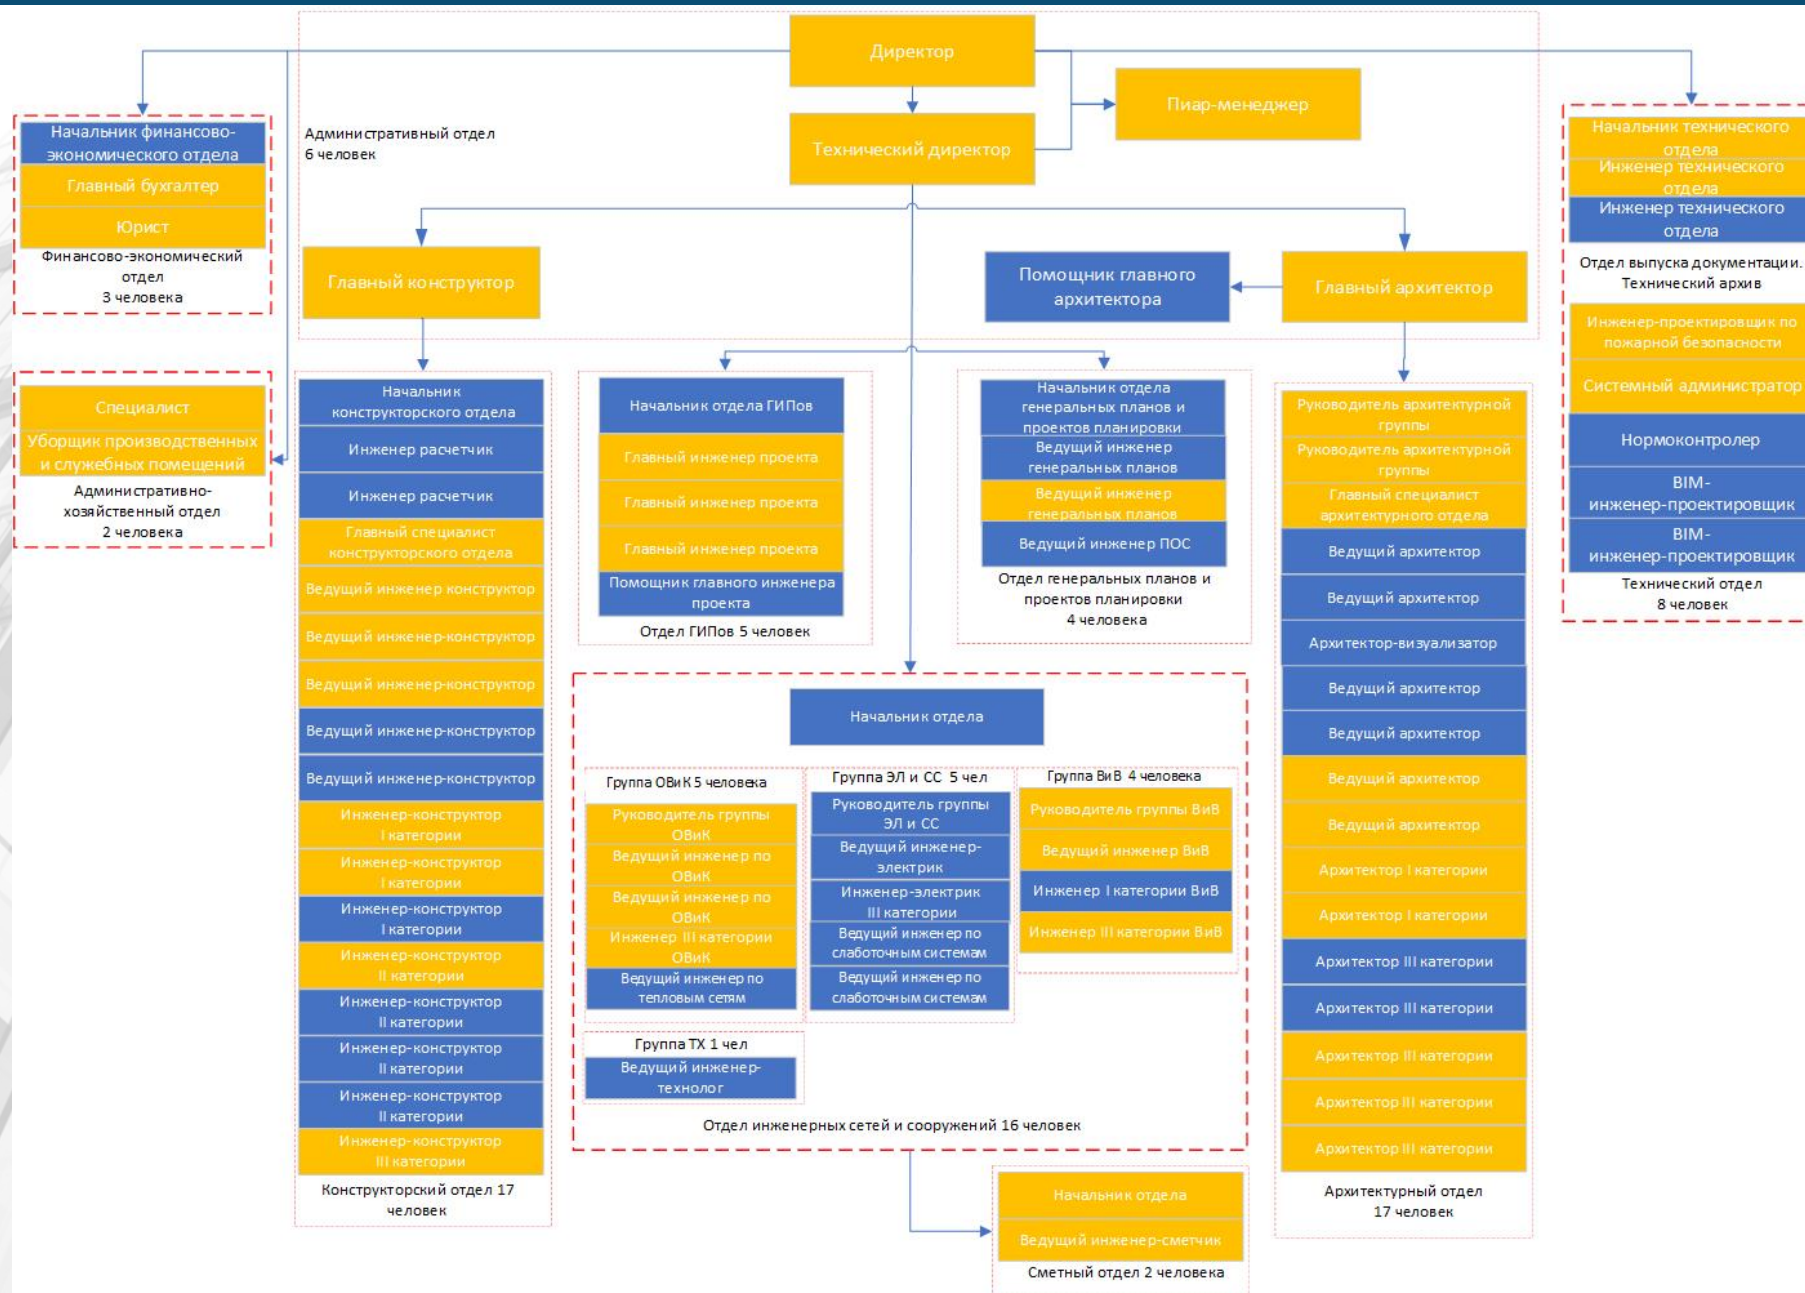 Директор
Пиар-менеджер
Технический директор
Административный отдел
6 человек
Главный конструктор
Помощник главного
архитектора
Главный архитектор
Начальник финансово-
экономического отдела
Главный бухгалтер
Юрист
Финансово-экономический
отдел
3 человека
Специалист
Уборщик производственных
и служебных помещений
Административно-
хозяйственный отдел
2 человека
Начальник
конструкторского отдела
Инженер расчетчик
Инженер расчетчик
Главный специалист
конструкторского отдела
Ведущий инженер конструктор
Ведущий инженер-конструктор
Ведущий инженер-конструктор
Ведущий инженер-конструктор
Ведущий инженер-конструктор
Инженер-конструктор
I категории
Инженер-конструктор
I категории
Инженер-конструктор
I категории
Инженер-конструктор
II категории
Инженер-конструктор
II категории
Инженер-конструктор
II категории
Инженер-конструктор
II категории
Инженер-конструктор
III категории
Конструкторский отдел 17
человек
Начальник отдела ГИПов
Главный инженер проекта
Главный инженер проекта
Главный инженер проекта
Помощник главного инженера
проекта
Отдел ГИПов 5 человек
Начальник отдела
генеральных планов и
проектов планировки
Ведущий инженер
генеральных планов
Ведущий инженер
генеральных планов
Ведущий инженер ПОС
Отдел генеральных планов и
проектов планировки
4 человека
Начальник отдела
Группа ОВиК 5 человека
Руководитель группы
ОВиК
Ведущий инженер по
ОВиК
Ведущий инженер по
ОВиК
Инженер III категории
ОВиК
Ведущий инженер по
тепловым сетям
Группа ЭЛ и СС 5 чел
Руководитель группы
ЭЛ и СС
Ведущий инженер-
электрик
Инженер-электрик
III категории
Ведущий инженер по
слаботочным системам
Ведущий инженер по
слаботочным системам
Группа ВиВ 4 человека
Руководитель группы ВиВ
Ведущий инженер ВиВ
Инженер I категории ВиВ
Инженер III категории ВиВ
Группа ТХ 1 чел
Ведущий инженер-
технолог
Отдел инженерных сетей и сооружений 16 человек
Начальник отдела
Ведущий инженер-сметчик
Сметный отдел 2 человека
Руководитель архитектурной
группы
Руководитель архитектурной
группы
Главный специалист
архитектурного отдела
Ведущий архитектор
Ведущий архитектор
Архитектор-визуализатор
Ведущий архитектор
Ведущий архитектор
Ведущий архитектор
Ведущий архитектор
Архитектор I категории
Архитектор I категории
Архитектор III категории
Архитектор III категории
Архитектор III категории
Архитектор III категории
Архитектор III категории
Архитектурный отдел
17 человек
Начальник технического
отдела
Инженер технического
отдела
Инженер технического
отдела
Отдел выпуска документации.
Технический архив
Инженер-проектировщик по
пожарной безопасности
Системный администратор
Нормоконтролер
BIM-
инженер-проектировщик
BIM-
инженер-проектировщик
Технический отдел
8 человек